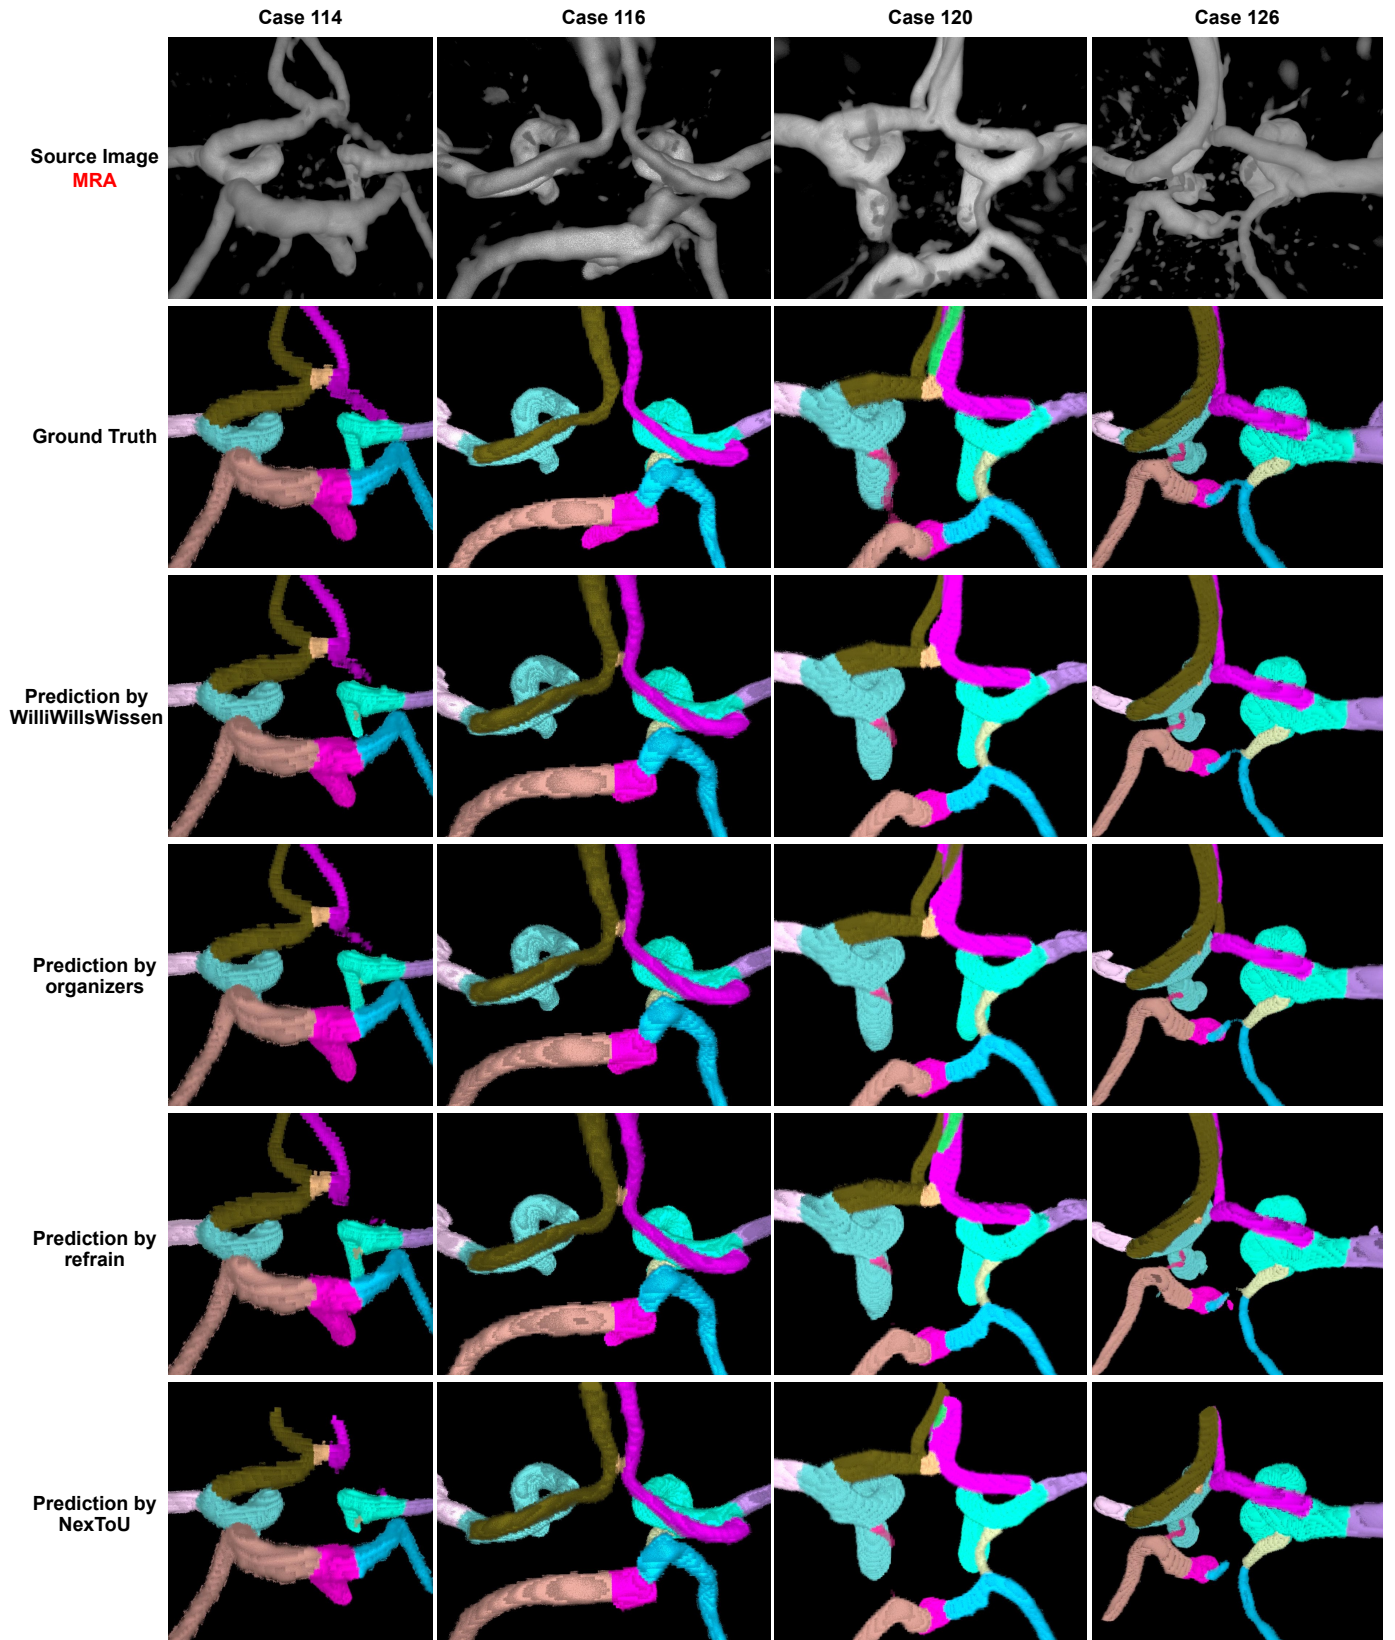 Case 114
Case 116
Case 120
Case 126
Source Image
MRA
Ground Truth
Prediction by
WilliWillsWissen
Prediction by
organizers
Prediction by
refrain
Prediction by
NexToU